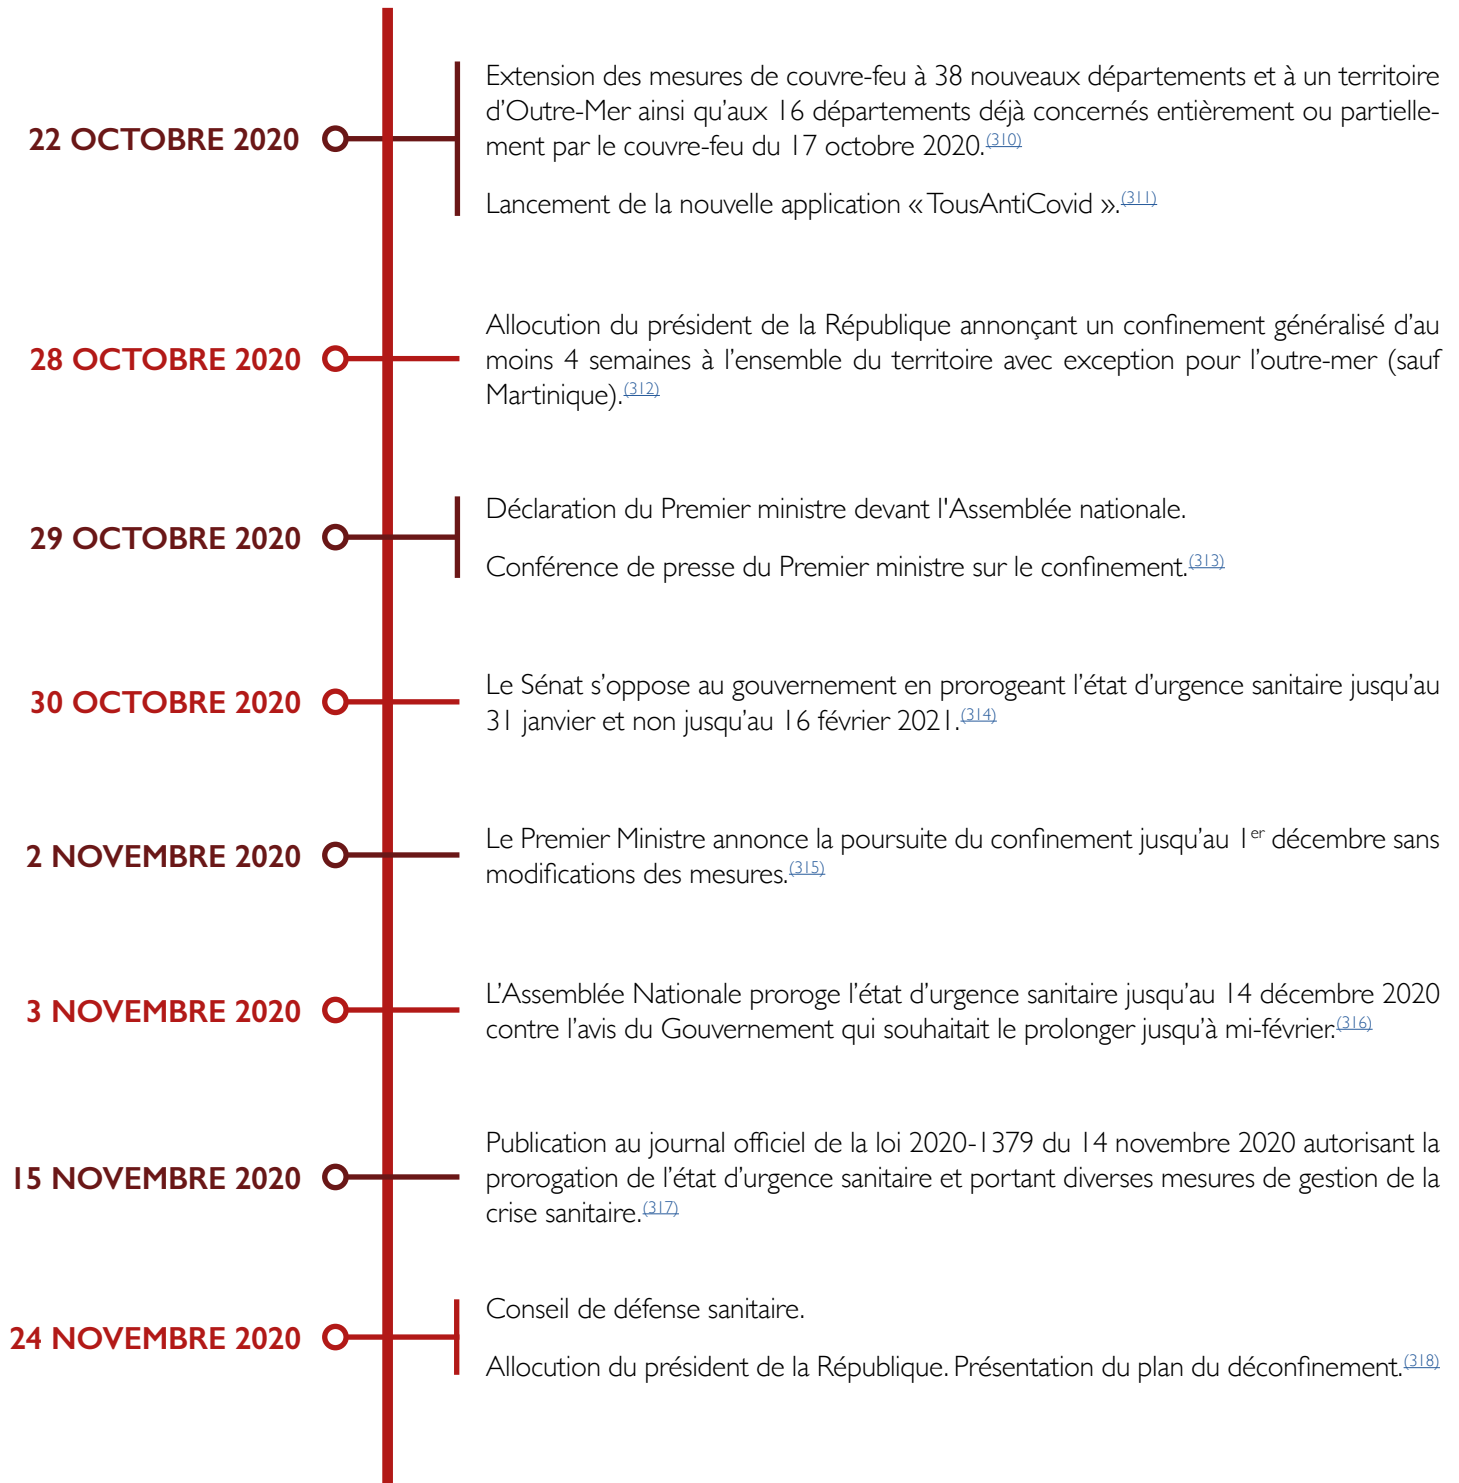 22 OCTOBRE 2020
Extension des mesures de couvre-feu à 38 nouveaux départements et à un territoire
d’Outre-Mer ainsi qu’aux 16 départements déjà concernés entièrement ou partielle-
ment par le couvre-feu du 17 octobre 2020.(310)
Lancement de la nouvelle application « TousAntiCovid ».(311)
28 OCTOBRE 2020
Allocution du président de la République annonçant un confinement généralisé d’au
moins 4 semaines à l’ensemble du territoire avec exception pour l’outre-mer (sauf
Martinique).(312)
29 OCTOBRE 2020
Déclaration du Premier ministre devant l'Assemblée nationale.
Conférence de presse du Premier ministre sur le confinement.(313)
30 OCTOBRE 2020
Le Sénat s’oppose au gouvernement en prorogeant l’état d’urgence sanitaire jusqu’au
31 janvier et non jusqu’au 16 février 2021.(314)
2 NOVEMBRE 2020
Le Premier Ministre annonce la poursuite du confinement jusqu’au 1er décembre sans
modifications des mesures.(315)
3 NOVEMBRE 2020
L’Assemblée Nationale proroge l’état d’urgence sanitaire jusqu’au 14 décembre 2020
contre l’avis du Gouvernement qui souhaitait le prolonger jusqu’à mi-février.(316)
15 NOVEMBRE 2020
Publication au journal officiel de la loi 2020-1379 du 14 novembre 2020 autorisant la
prorogation de l’état d’urgence sanitaire et portant diverses mesures de gestion de la
crise sanitaire.(317)
24 NOVEMBRE 2020
Conseil de défense sanitaire.
Allocution du président de la République. Présentation du plan du déconfinement.(318)